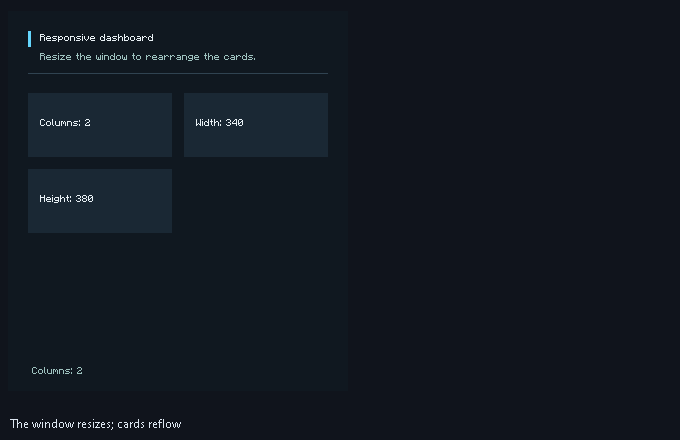 Responsive dashboard
Resize the window to rearrange the cards.
Columns: 2
Width: 340
Height: 380
Columns: 2
The window resizes; cards reflow